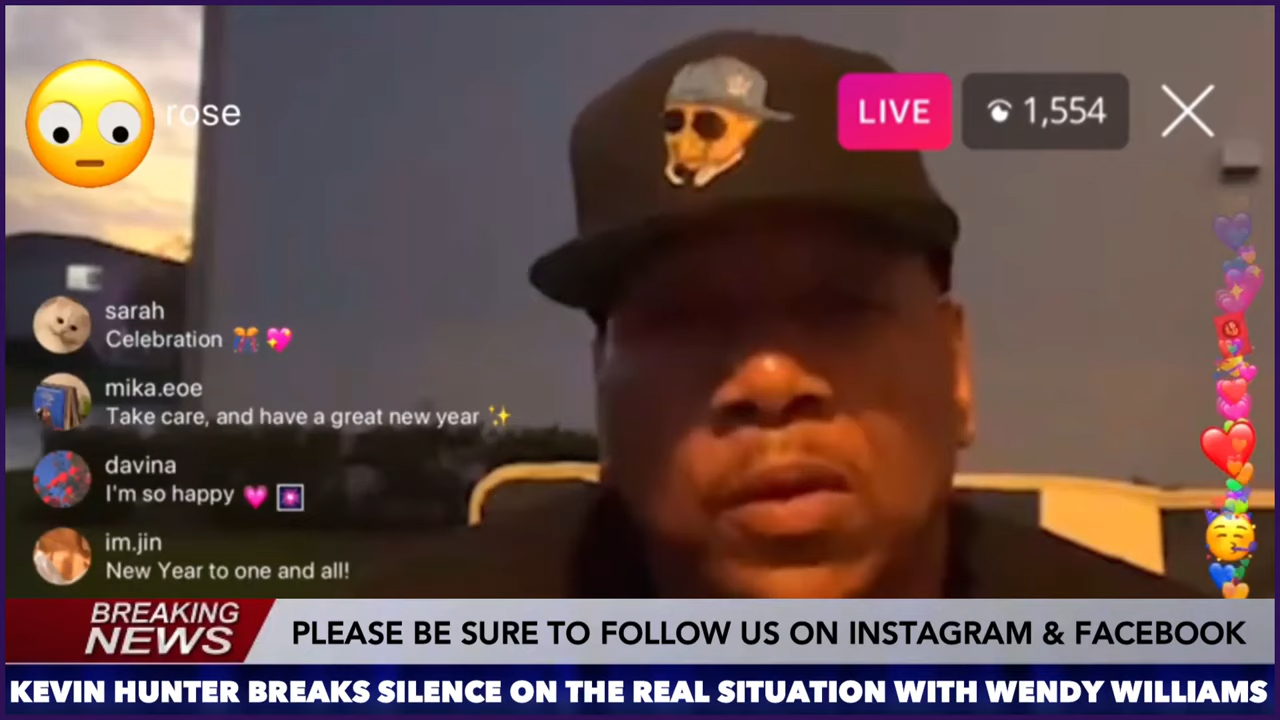 rose
LIVE
1,554
sarah
Celebration 🎊💖
mika.eoe
Take care, and have a great new year ✨
davina
I'm so happy 💗 🎆
im.jin
New Year to one and all!
BREAKING
NEWS
PLEASE BE SURE TO FOLLOW US ON INSTAGRAM & FACEBOOK
KEVIN HUNTER BREAKS SILENCE ON THE REAL SITUATION WITH WENDY WILLIAMS